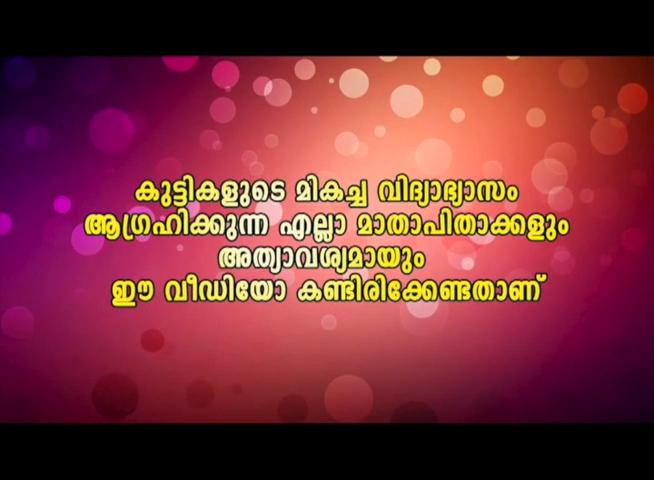 കുട്ടികളുടെ മികച്ച വിദ്യാഭ്യാസം
ആഗ്രഹിക്കുന്ന എല്ലാ മാതാപിതാക്കളും
അത്യാവശ്യമായും
ഈ വീഡിയോ കണ്ടിരിക്കേണ്ടതാണ്